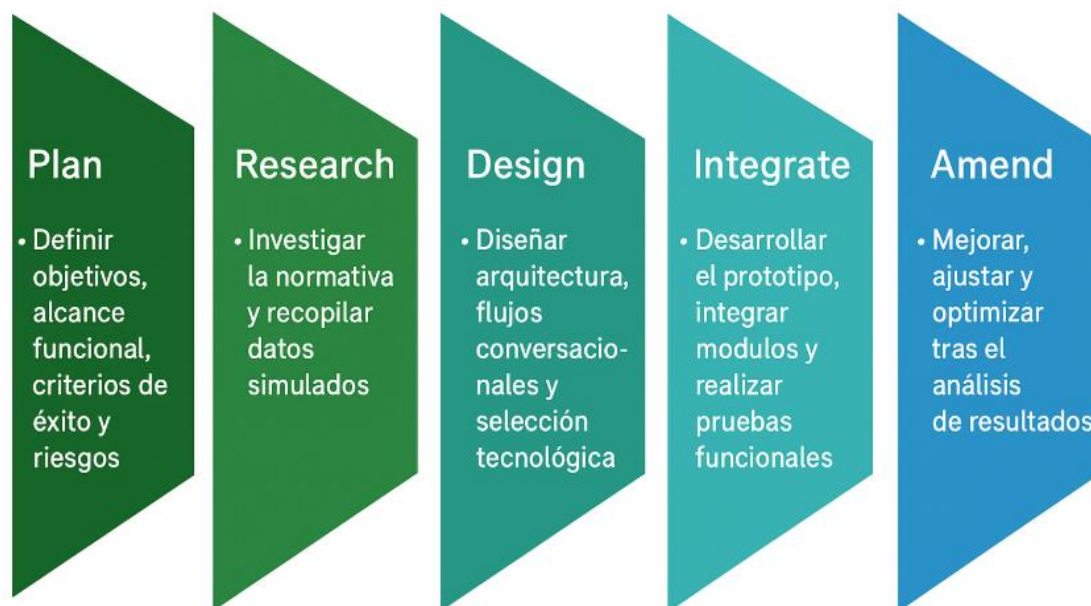 Plan
• Definir
objetivos,
alcance
funcional,
criterios de
éxito y
riesgos
Research
• Investigar
la normativa
y recopilar
datos
simulados
Design
• Diseñar
arquitectura,
flujos
conversacio-
nales y
selección
tecnológica
Integrate
• Desarrollar
el prototipo,
integrar
modulos y
realizar
pruebas
funcionales
Amend
• Mejorar,
ajustar y
optimizar
tras el
análisis
de resultados